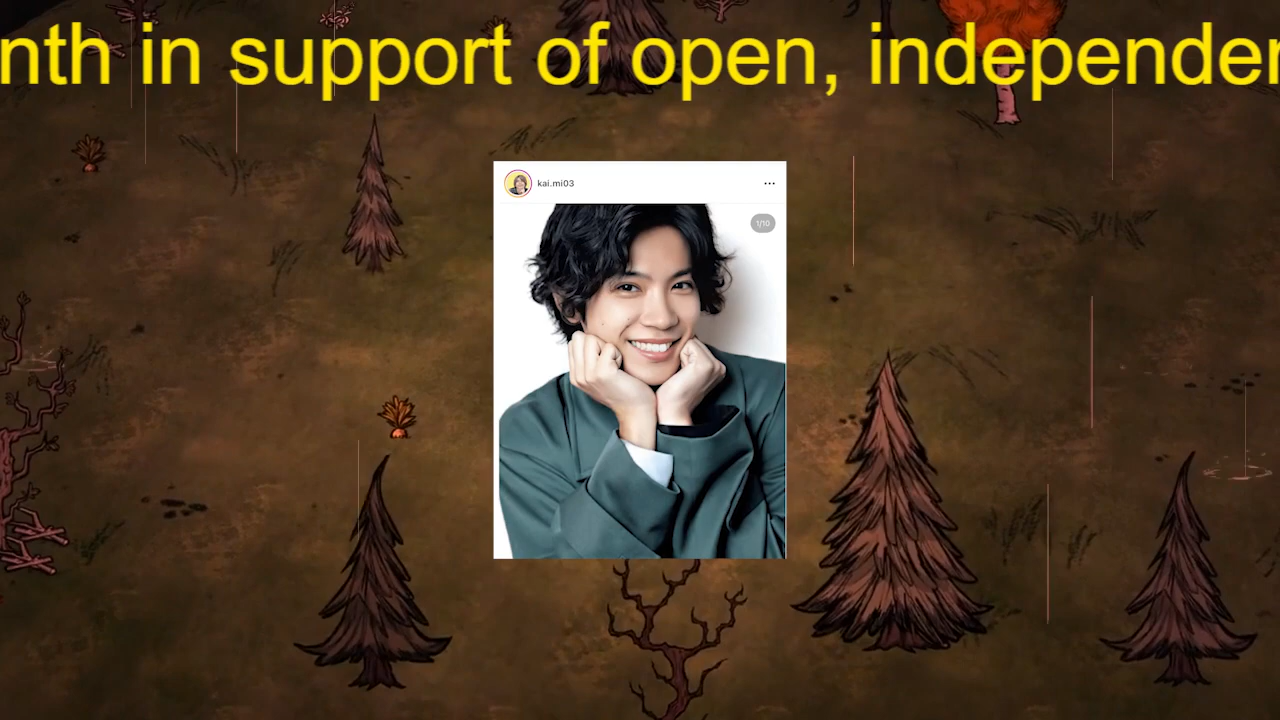 nth in support of open, independen
kai.mi03
1/10